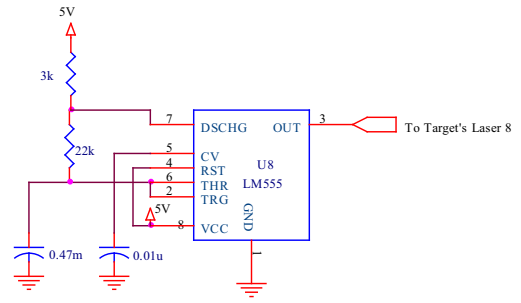 5V
3k
7
DSCHG
OUT
3
To Target's Laser 8
22k
5
CV
4
RST
U8
6
THR
LM555
2
TRG
5V
GND
8
VCC
0.47m
0.01u
1